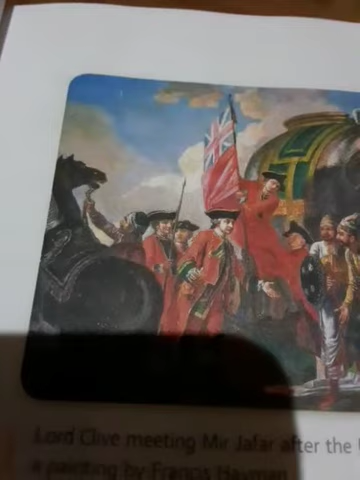 Lord Clive meeting Mir Jafar after the
a painting by Francis Hayman